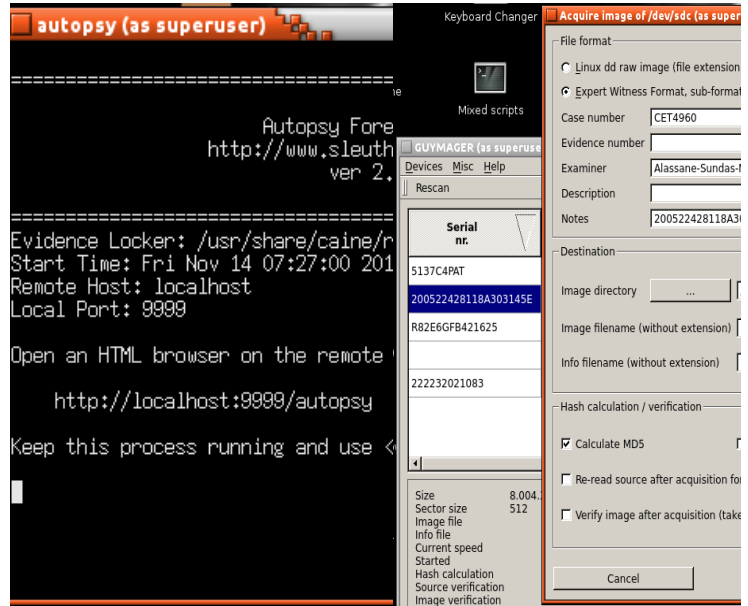 autopsy (as superuser)
============================================
Autopsy Fore
http://www.sleuth
ver 2.
============================================
Evidence Locker: /usr/share/caine/r
Start Time: Fri Nov 14 07:27:00 201
Remote Host: localhost
Local Port: 9999
Open an HTML browser on the remote
http://localhost:9999/autopsy
Keep this process running and use <
Keyboard Changer
Mixed scripts
GUYMAGER (as superuse
Devices Misc Help
Rescan
Serial
nr.
5137C4PAT
200522428118A303145E
R82E6GFB421625
222232021083
Size 8.004.
Sector size 512
Image file
Info file
Current speed
Started
Hash calculation
Source verification
Image verification
Acquire image of /dev/sdc (as super
File format
Linux dd raw image (file extension
Expert Witness Format, sub-format
Case number CET4960
Evidence number
Examiner Alassane-Sundas-
Description
Notes 200522428118A30
Destination
Image directory ...
Image filename (without extension)
Info filename (without extension)
Hash calculation / verification
Calculate MD5
Re-read source after acquisition fo
Verify image after acquisition (take
Cancel